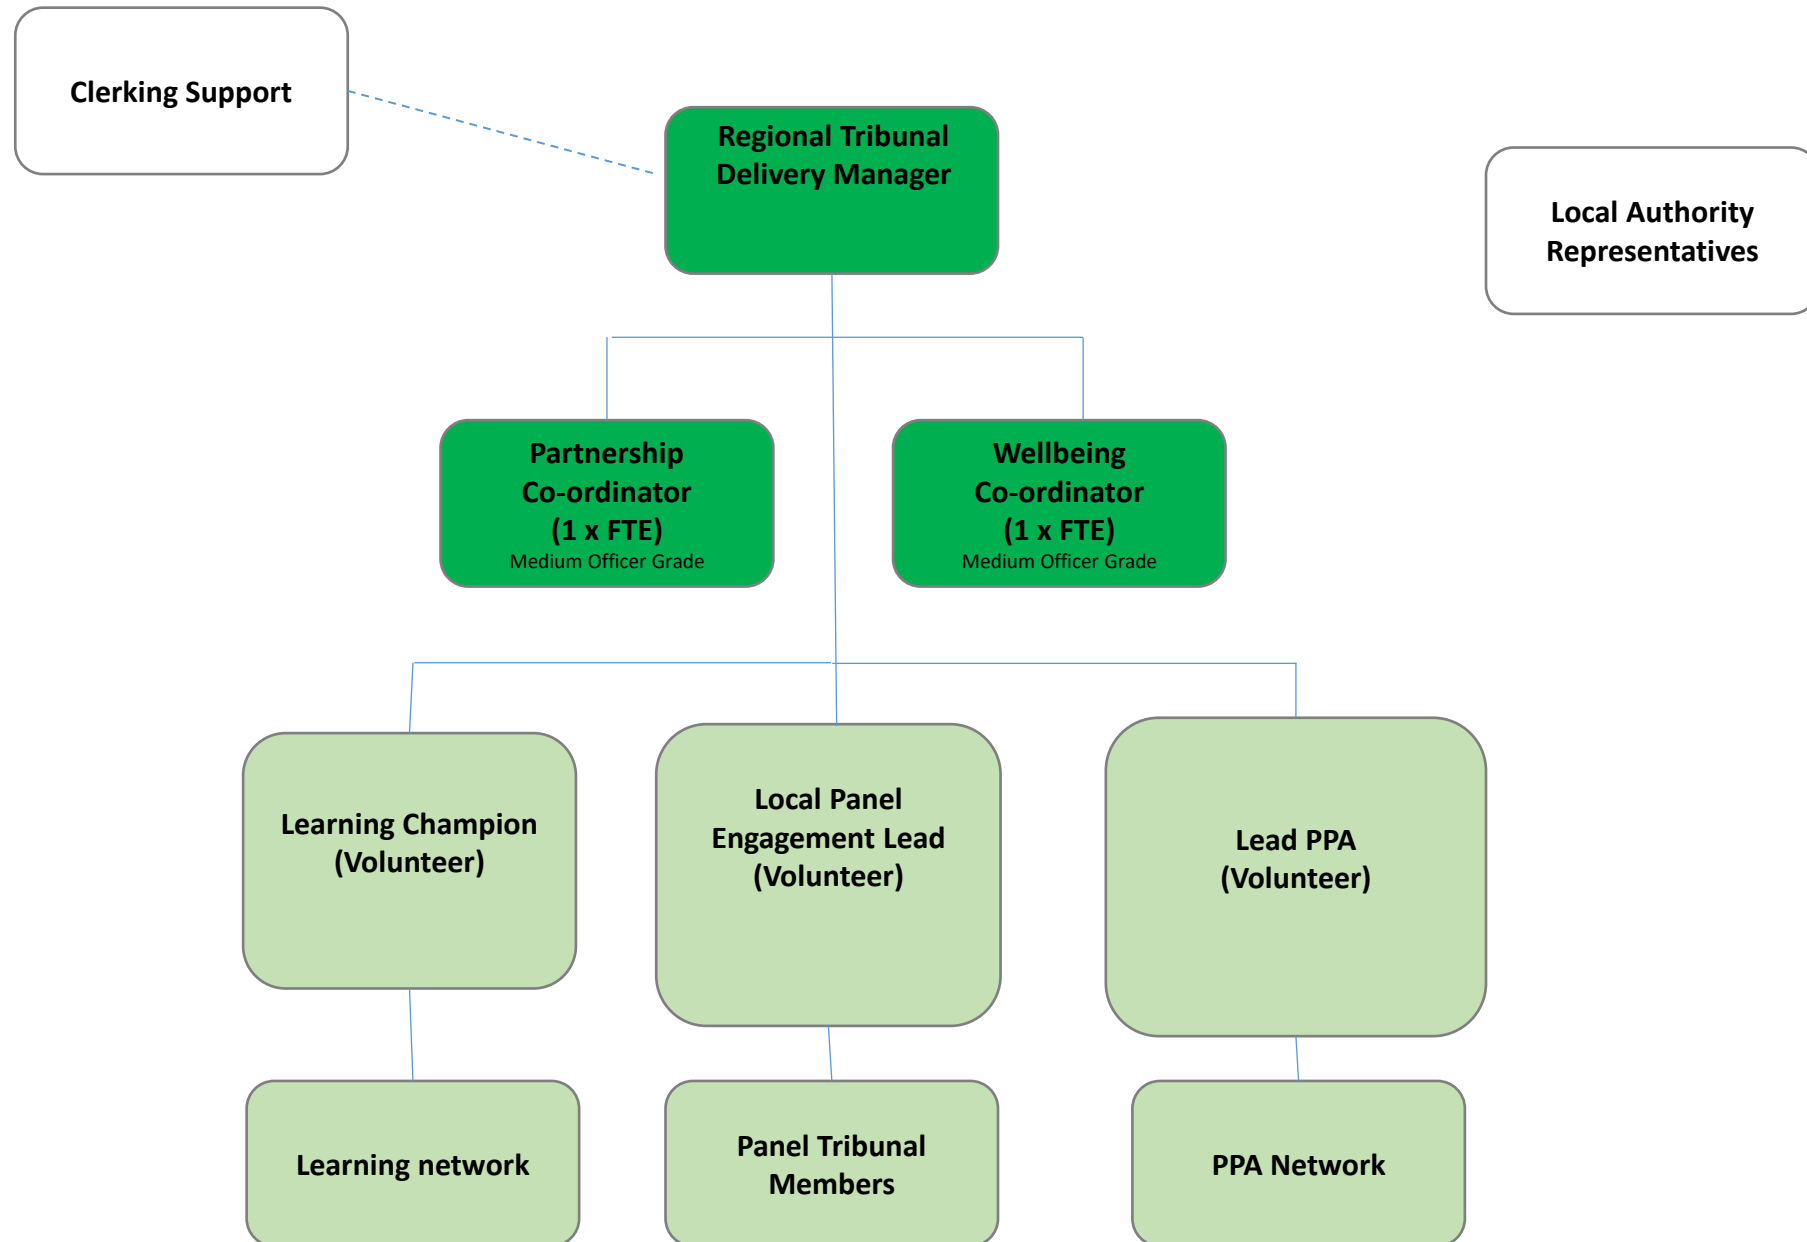 Clerking Support
Regional Tribunal
Delivery Manager
Local Authority
Representatives
Partnership
Co-ordinator
(1 x FTE)
Medium Officer Grade
Wellbeing
Co-ordinator
(1 x FTE)
Medium Officer Grade
Learning Champion
(Volunteer)
Local Panel
Engagement Lead
(Volunteer)
Lead PPA
(Volunteer)
Learning network
Panel Tribunal
Members
PPA Network